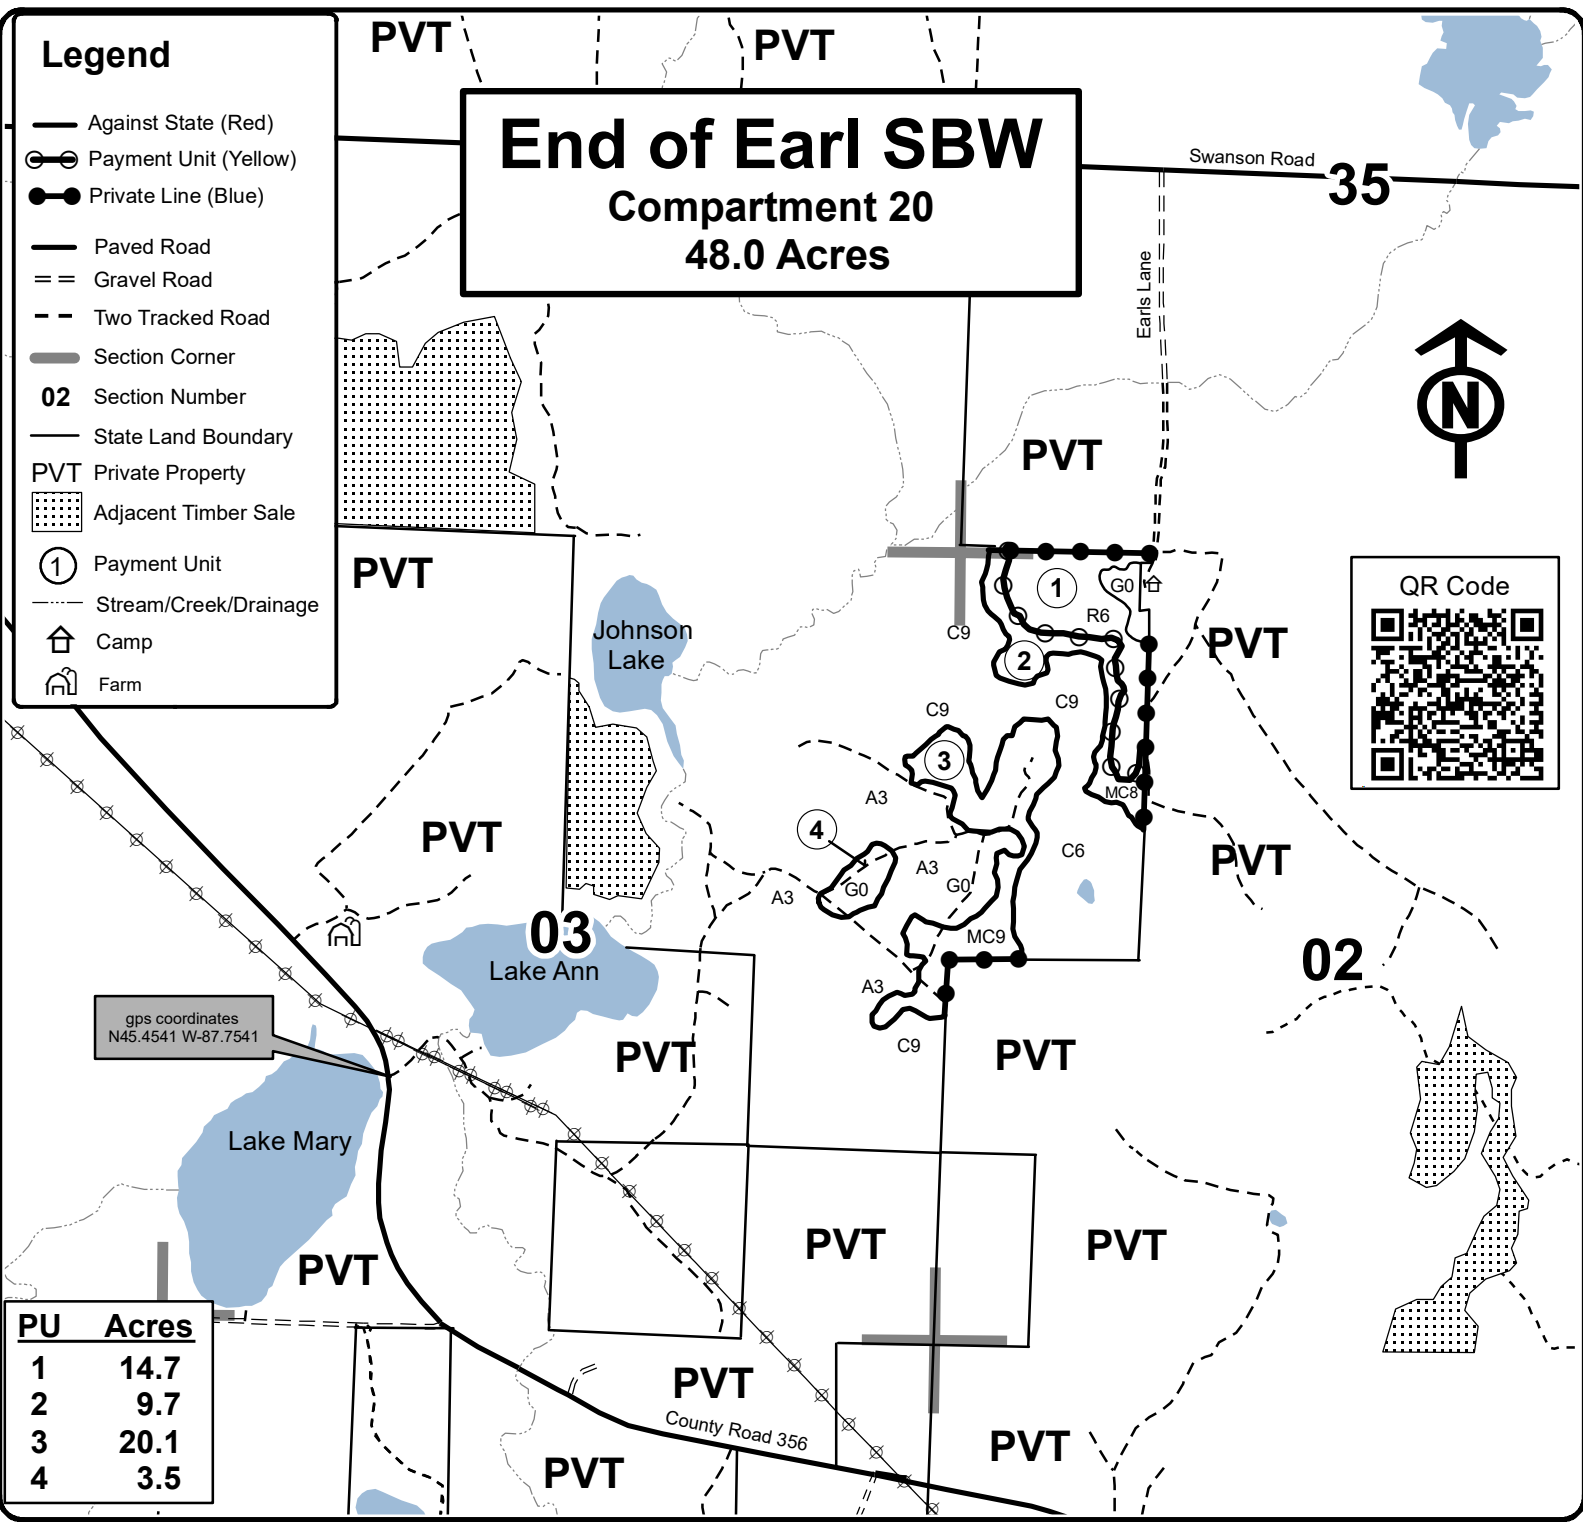 Legend
Against State (Red)
Payment Unit (Yellow)
Private Line (Blue)
Paved Road
Gravel Road
Two Tracked Road
Section Corner
02 Section Number
State Land Boundary
PVT Private Property
Adjacent Timber Sale
1 Payment Unit
Stream/Creek/Drainage
Camp
Farm
PVT
PVT
End of Earl SBW
Compartment 20
48.0 Acres
Swanson Road
35
Earls Lane
N
PVT
PVT
QR Code
1
G0
R6
C9
2
PVT
Johnson
Lake
C9
C9
3
MC8
A3
4
PVT
C6
PVT
A3
G0
A3
G0
03
Lake Ann
MC9
02
A3
C9
gps coordinates
N45.4541 W-87.7541
PVT
PVT
Lake Mary
PVT
PVT
PVT
PU Acres
1 14.7
2 9.7
3 20.1
4 3.5
PVT
County Road 356
PVT
PVT